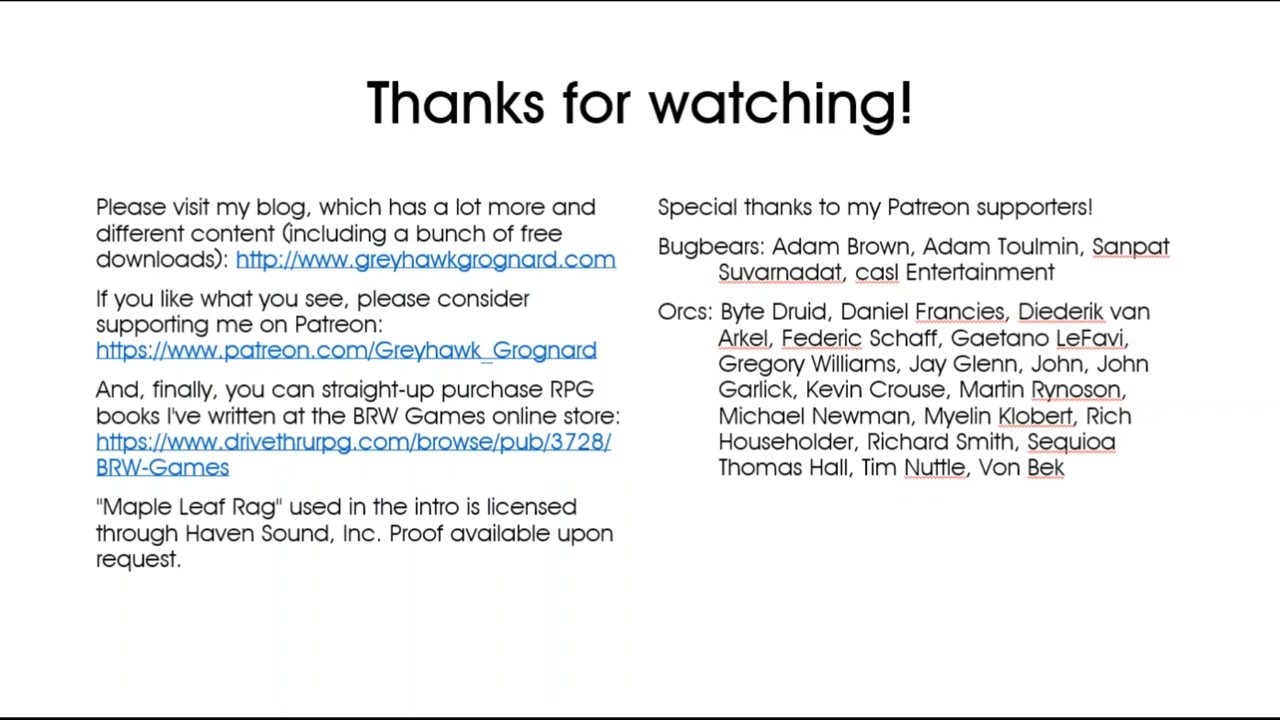 Thanks for watching!
Please visit my blog, which has a lot more and
different content (including a bunch of free
downloads): http://www.greyhawkgrognard.com
If you like what you see, please consider
supporting me on Patreon:
https://www.patreon.com/Greyhawk_Grognard
And, finally, you can straight-up purchase RPG
books I've written at the BRW Games online store:
https://www.drivethrurpg.com/browse/pub/3728/
BRW-Games
"Maple Leaf Rag" used in the intro is licensed
through Haven Sound, Inc. Proof available upon
request.
Special thanks to my Patreon supporters!
Bugbears: Adam Brown, Adam Toulmin, Sanpat
Suvarnadat, casl Entertainment
Orcs: Byte Druid, Daniel Francies, Diederik van
Arkel, Federic Schaff, Gaetano LeFavi,
Gregory Williams, Jay Glenn, John, John
Garlick, Kevin Crouse, Martin Rynoson,
Michael Newman, Myelin Klobert, Rich
Householder, Richard Smith, Sequioa
Thomas Hall, Tim Nuttle, Von Bek